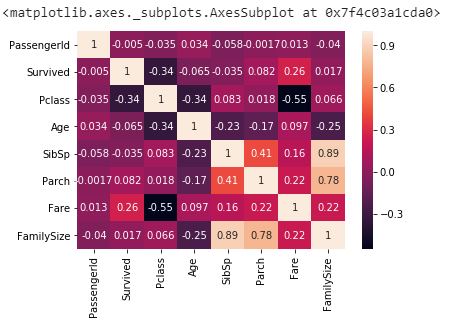 <matplotlib.axes._subplots.AxesSubplot at 0x7f4c03a1cda0>
PassengerId 1 -0.005 -0.035 0.034 -0.058 -0.0017 0.013 -0.04
Survived -0.005 1 -0.34 -0.065 -0.035 0.082 0.26 0.017
Pclass -0.035 -0.34 1 -0.34 0.083 0.018 -0.55 0.066
Age 0.034 -0.065 -0.34 1 -0.23 -0.17 0.097 -0.25
SibSp -0.058 -0.035 0.083 -0.23 1 0.41 0.16 0.89
Parch -0.0017 0.082 0.018 -0.17 0.41 1 0.22 0.78
Fare 0.013 0.26 -0.55 0.097 0.16 0.22 1 0.22
FamilySize -0.04 0.017 0.066 -0.25 0.89 0.78 0.22 1
PassengerId Survived Pclass Age SibSp Parch Fare FamilySize
0.9
0.6
0.3
0.0
−0.3